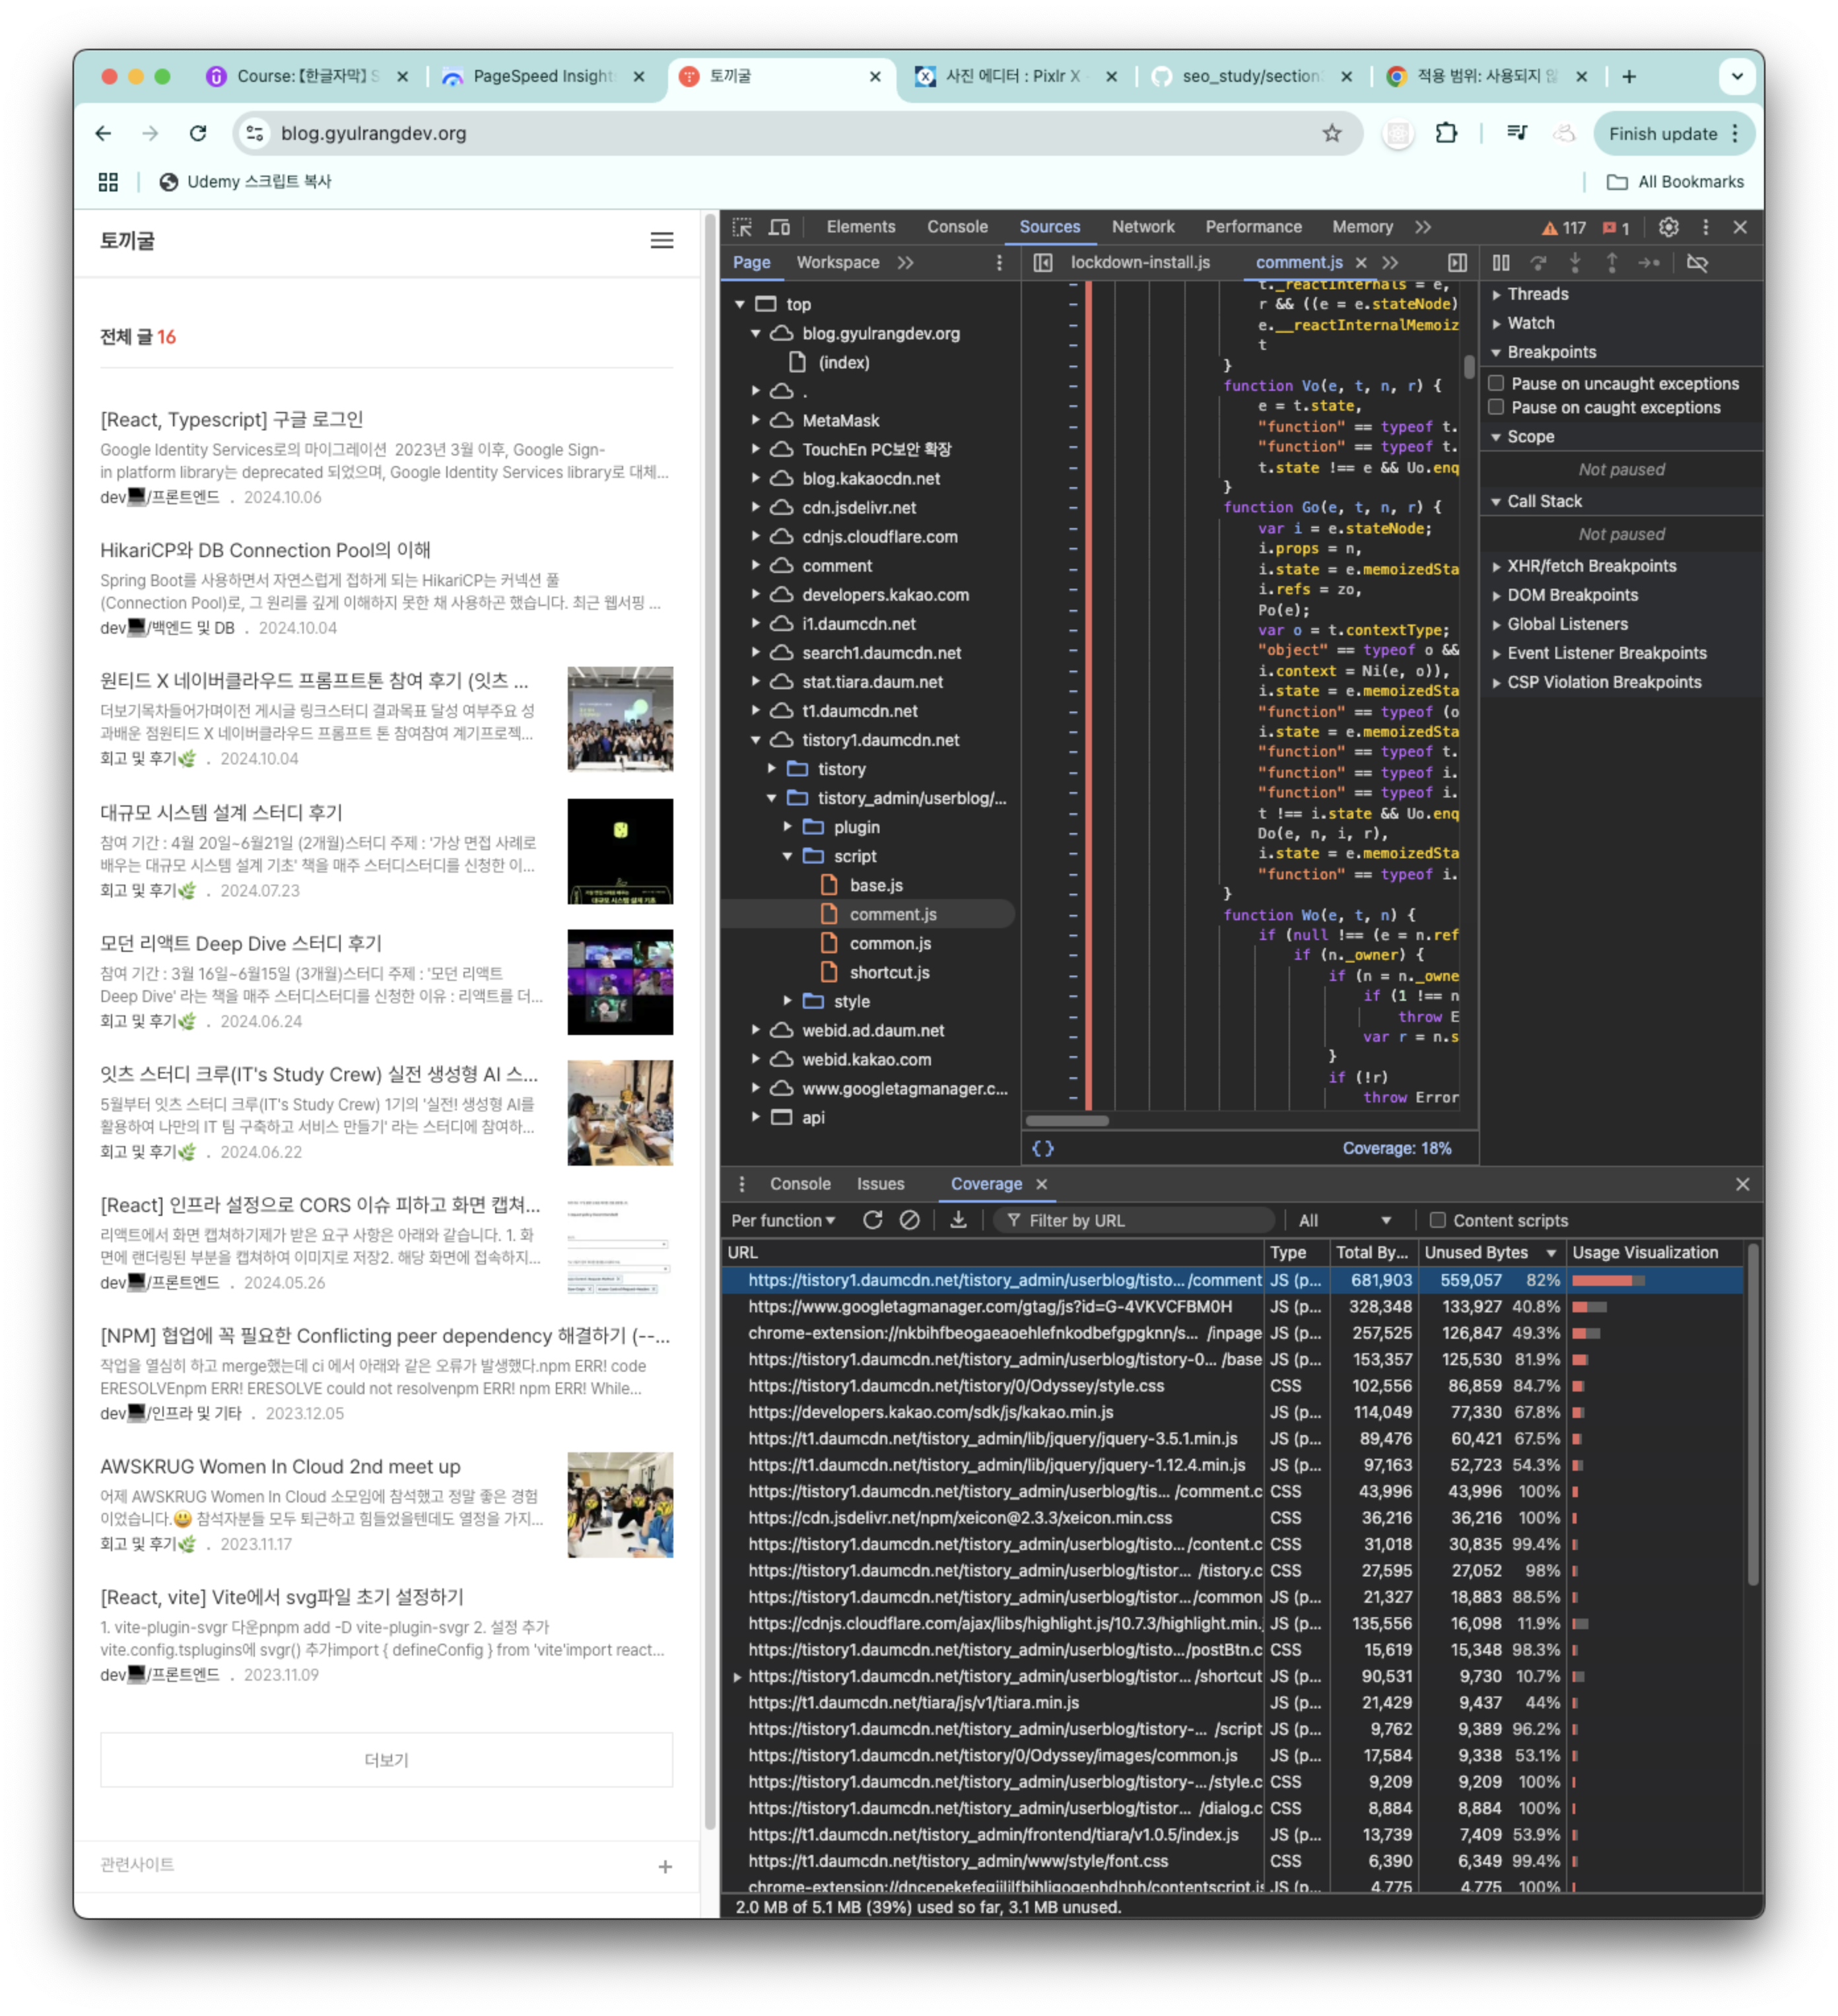 Course: 【한글자막】 S
PageSpeed Insight
토끼굴
사진 에디터 : Pixlr X
seo_study/section
적용 범위: 사용되지 않
blog.gyulrangdev.org
Finish update
Udemy 스크립트 복사
All Bookmarks
토끼굴
전체 글 16
[React, Typescript] 구글 로그인
Google Identity Services로의 마이그레이션 2023년 3월 이후, Google Sign-
in platform library는 deprecated 되었으며, Google Identity Services library로 대체...
dev💻/프론트엔드 . 2024.10.06
HikariCP와 DB Connection Pool의 이해
Spring Boot를 사용하면서 자연스럽게 접하게 되는 HikariCP는 커넥션 풀
(Connection Pool)로, 그 원리를 깊게 이해하지 못한 채 사용하곤 했습니다. 최근 웹서핑 ...
dev💻/백엔드 및 DB . 2024.10.04
원티드 X 네이버클라우드 프롬프트톤 참여 후기 (잇츠 ...
더보기목차들어가며이전 게시글 링크스터디 결과목표 달성 여부주요 성
과배운 점원티드 X 네이버클라우드 프롬프트 톤 참여참여 계기프로젝...
회고 및 후기🌿 . 2024.10.04
대규모 시스템 설계 스터디 후기
참여 기간 : 4월 20일~6월21일 (2개월)스터디 주제 : '가상 면접 사례로
배우는 대규모 시스템 설계 기초' 책을 매주 스터디스터디를 신청한 이...
회고 및 후기🌿 . 2024.07.23
대규모 시스템 설계 기초
모던 리액트 Deep Dive 스터디 후기
참여 기간 : 3월 16일~6월15일 (3개월)스터디 주제 : '모던 리액트
Deep Dive' 라는 책을 매주 스터디스터디를 신청한 이유 : 리액트를 더...
회고 및 후기🌿 . 2024.06.24
잇츠 스터디 크루(IT's Study Crew) 실전 생성형 AI 스...
5월부터 잇츠 스터디 크루(IT's Study Crew) 1기의 '실전! 생성형 AI를
활용하여 나만의 IT 팀 구축하고 서비스 만들기' 라는 스터디에 참여하...
회고 및 후기🌿 . 2024.06.22
[React] 인프라 설정으로 CORS 이슈 피하고 화면 캡쳐...
리액트에서 화면 캡쳐하기제가 받은 요구 사항은 아래와 같습니다. 1. 화
면에 랜더링된 부분을 캡쳐하여 이미지로 저장2. 해당 화면에 접속하지...
dev💻/프론트엔드 . 2024.05.26
[NPM] 협업에 꼭 필요한 Conflicting peer dependency 해결하기 (--...
작업을 열심히 하고 merge했는데 ci 에서 아래와 같은 오류가 발생했다.npm ERR! code
ERESOLVEnpm ERR! ERESOLVE could not resolvenpm ERR! npm ERR! While...
dev💻/인프라 및 기타 . 2023.12.05
AWSKRUG Women In Cloud 2nd meet up
어제 AWSKRUG Women In Cloud 소모임에 참석했고 정말 좋은 경험
이었습니다.😃 참석자분들 모두 퇴근하고 힘들었을텐데도 열정을 가지...
회고 및 후기🌿 . 2023.11.17
[React, vite] Vite에서 svg파일 초기 설정하기
1. vite-plugin-svgr 다운pnpm add -D vite-plugin-svgr 2. 설정 추가
vite.config.tsplugins에 svgr() 추가import { defineConfig } from 'vite'import react...
dev💻/프론트엔드 . 2023.11.09
더보기
관련사이트 +
Elements Console Sources Network Performance Memory 117 1
Page Workspace
lockdown-install.js comment.js
top
blog.gyulrangdev.org
(index)
.
MetaMask
TouchEn PC보안 확장
blog.kakaocdn.net
cdn.jsdelivr.net
cdnjs.cloudflare.com
comment
developers.kakao.com
i1.daumcdn.net
search1.daumcdn.net
stat.tiara.daum.net
t1.daumcdn.net
tistory1.daumcdn.net
tistory
tistory_admin/userblog/...
plugin
script
base.js
comment.js
common.js
shortcut.js
style
webid.ad.daum.net
webid.kakao.com
www.googletagmanager.c...
api
t._reactInternals = e,
r && ((e = e.stateNode)
e.__reactInternalMemoiz
t
}
function Vo(e, t, n, r) {
e = t.state,
"function" == typeof t.
"function" == typeof t.
t.state !== e && Uo.enq
}
function Go(e, t, n, r) {
var i = e.stateNode;
i.props = n,
i.state = e.memoizedSta
i.refs = zo,
Po(e);
var o = t.contextType;
"object" == typeof o &&
i.context = Ni(e, o)),
i.state = e.memoizedSta
"function" == typeof (o
i.state = e.memoizedSta
"function" == typeof t.
"function" == typeof i.
"function" == typeof i.
t !== i.state && Uo.enq
Do(e, n, i, r),
i.state = e.memoizedSta
"function" == typeof i.
}
function Wo(e, t, n) {
if (null !== (e = n.ref
if (n._owner) {
if (n = n._owne
if (1 !== n
throw E
var r = n.s
}
if (!r)
throw Error
{} Coverage: 18%
Threads
Watch
Breakpoints
Pause on uncaught exceptions
Pause on caught exceptions
Scope
Not paused
Call Stack
Not paused
XHR/fetch Breakpoints
DOM Breakpoints
Global Listeners
Event Listener Breakpoints
CSP Violation Breakpoints
Console Issues Coverage
Per function Filter by URL All Content scripts
URL Type Total By... Unused Bytes Usage Visualization
https://tistory1.daumcdn.net/tistory_admin/userblog/tisto... /comment JS (p... 681,903 559,057 82%
https://www.googletagmanager.com/gtag/js?id=G-4VKVCFBM0H JS (p... 328,348 133,927 40.8%
chrome-extension://nkbihfbeogaeaoehlefnkodbefgpgknn/s... /inpage JS (p... 257,525 126,847 49.3%
https://tistory1.daumcdn.net/tistory_admin/userblog/tistory-0... /base JS (p... 153,357 125,530 81.9%
https://tistory1.daumcdn.net/tistory/0/Odyssey/style.css CSS 102,556 86,859 84.7%
https://developers.kakao.com/sdk/js/kakao.min.js JS (p... 114,049 77,330 67.8%
https://t1.daumcdn.net/tistory_admin/lib/jquery/jquery-3.5.1.min.js JS (p... 89,476 60,421 67.5%
https://t1.daumcdn.net/tistory_admin/lib/jquery/jquery-1.12.4.min.js JS (p... 97,163 52,723 54.3%
https://tistory1.daumcdn.net/tistory_admin/userblog/tis... /comment.c CSS 43,996 43,996 100%
https://cdn.jsdelivr.net/npm/xeicon@2.3.3/xeicon.min.css CSS 36,216 36,216 100%
https://tistory1.daumcdn.net/tistory_admin/userblog/tisto... /content.c CSS 31,018 30,835 99.4%
https://tistory1.daumcdn.net/tistory_admin/userblog/tistor... /tistory.c CSS 27,595 27,052 98%
https://tistory1.daumcdn.net/tistory_admin/userblog/tistor... /common JS (p... 21,327 18,883 88.5%
https://cdnjs.cloudflare.com/ajax/libs/highlight.js/10.7.3/highlight.min. JS (p... 135,556 16,098 11.9%
https://tistory1.daumcdn.net/tistory_admin/userblog/tisto... /postBtn.c CSS 15,619 15,348 98.3%
https://tistory1.daumcdn.net/tistory_admin/userblog/tistor... /shortcut JS (p... 90,531 9,730 10.7%
https://t1.daumcdn.net/tiara/js/v1/tiara.min.js JS (p... 21,429 9,437 44%
https://tistory1.daumcdn.net/tistory_admin/userblog/tistory-... /script JS (p... 9,762 9,389 96.2%
https://tistory1.daumcdn.net/tistory/0/Odyssey/images/common.js JS (p... 17,584 9,338 53.1%
https://tistory1.daumcdn.net/tistory_admin/userblog/tistory-... /style.c CSS 9,209 9,209 100%
https://tistory1.daumcdn.net/tistory_admin/userblog/tistor... /dialog.c CSS 8,884 8,884 100%
https://t1.daumcdn.net/tistory_admin/frontend/tiara/v1.0.5/index.js JS (p... 13,739 7,409 53.9%
https://t1.daumcdn.net/tistory_admin/www/style/font.css CSS 6,390 6,349 99.4%
4,775 4,775 100%
2.0 MB of 5.1 MB (39%) used so far, 3.1 MB unused.